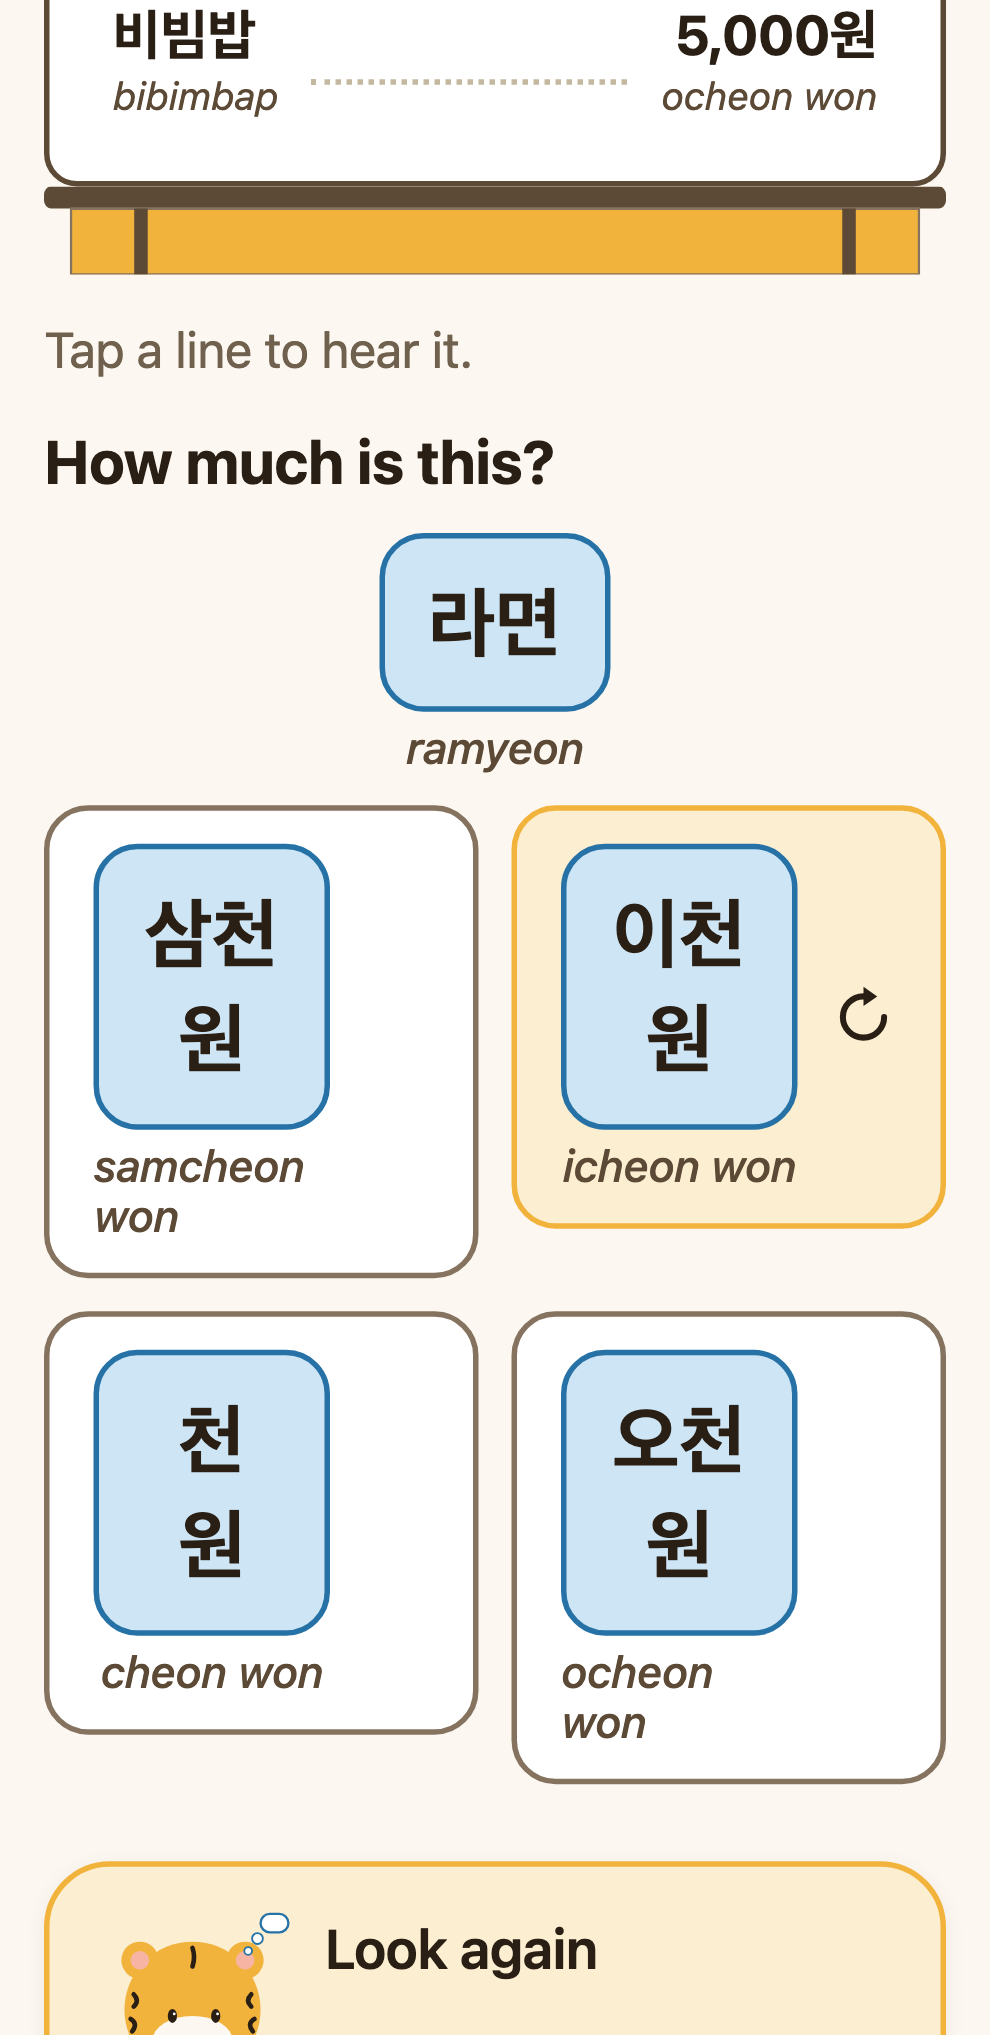 비빔밥 5,000원
bibimbap ocheon won
Tap a line to hear it.
How much is this?
라면
ramyeon
삼천
원
samcheon
won
이천
원
icheon won
천
원
cheon won
오천
원
ocheon
won
Look again